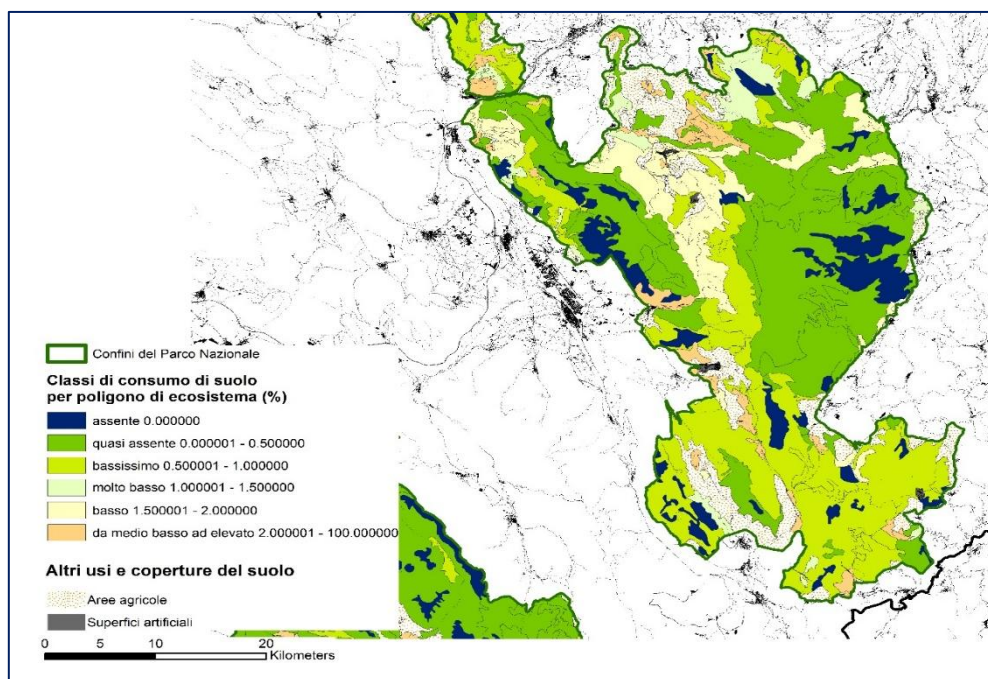 Confini del Parco Nazionale
Classi di consumo di suolo
per poligono di ecosistema (%)
assente 0.000000
quasi assente 0.000001 - 0.500000
bassissimo 0.500001 - 1.000000
molto basso 1.000001 - 1.500000
basso 1.500001 - 2.000000
da medio basso ad elevato 2.000001 - 100.000000
Altri usi e coperture del suolo
Aree agricole
Superfici artificiali
0 5 10 20
Kilometers